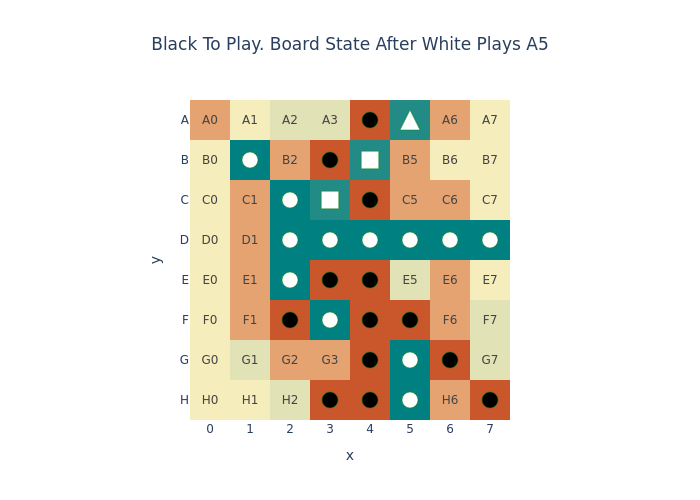 Black To Play. Board State After White Plays A5
A A0 A1 A2 A3 A6 A7
B B0 B2 B5 B6 B7
C C0 C1 C5 C6 C7
D D0 D1
y
E E0 E1 E5 E6 E7
F F0 F1 F6 F7
G G0 G1 G2 G3 G7
H H0 H1 H2 H6
0 1 2 3 4 5 6 7
x